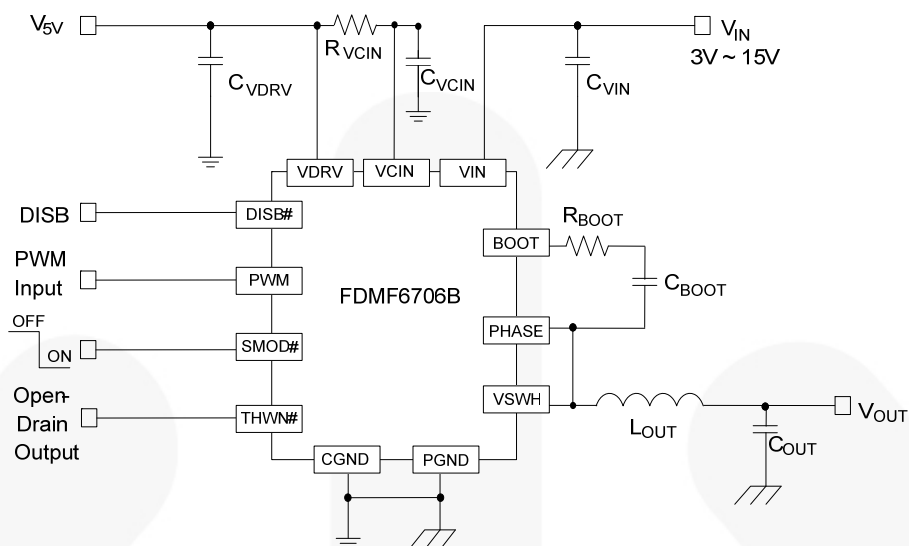 V5V
RVCIN
CVDRV
CVCIN
CVIN
VIN
3V ~ 15V
VDRV
VCIN
VIN
DISB
DISB#
PWM
Input
PWM
OFF
ON
SMOD#
Open-
Drain
Output
THWN#
FDMF6706B
BOOT
RBOOT
CBOOT
PHASE
VSWH
LOUT
VOUT
COUT
CGND
PGND